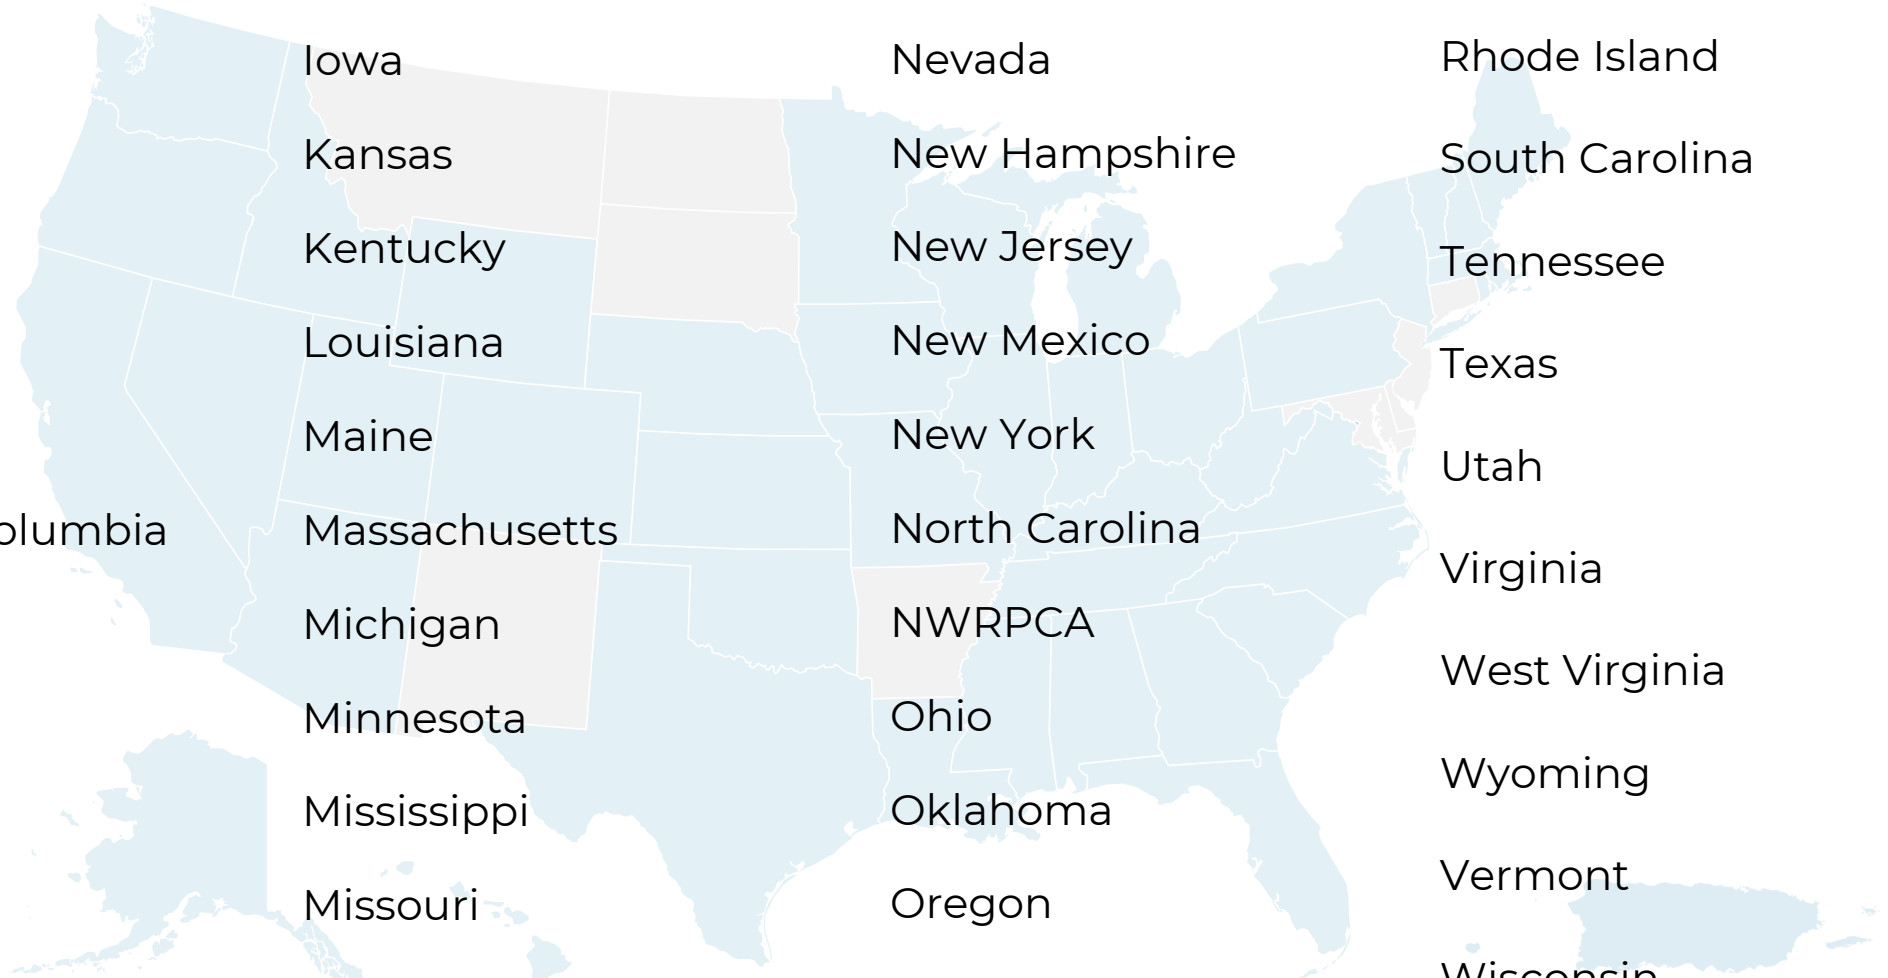 Iowa
Kansas
Kentucky
Louisiana
Maine
olumbia
Massachusetts
Michigan
Minnesota
Mississippi
Missouri
Nevada
New Hampshire
New Jersey
New Mexico
New York
North Carolina
NWRPCA
Ohio
Oklahoma
Oregon
Rhode Island
South Carolina
Tennessee
Texas
Utah
Virginia
West Virginia
Wyoming
Vermont
Wisconsin